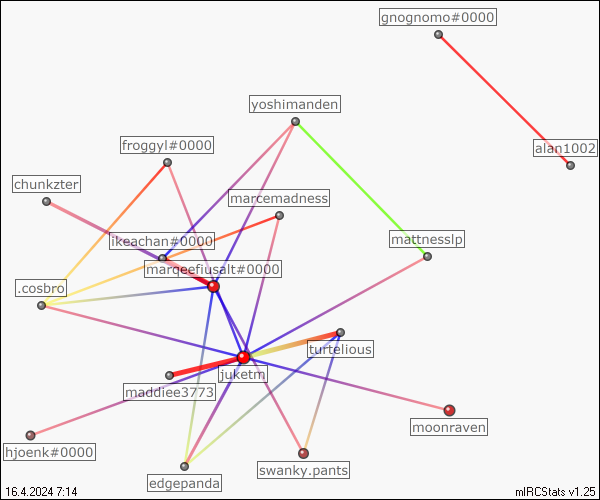 gnognomo#0000
yoshimanden
froggyl#0000
alan1002
chunkzter
marcemadness
ikeachan#0000
mattnesslp
marqeefiusalt#0000
.cosbro
turtelious
juketm
maddiee3773
moonraven
hjoenk#0000
swanky.pants
edgepanda
16.4.2024 7:14
mIRCStats v1.25